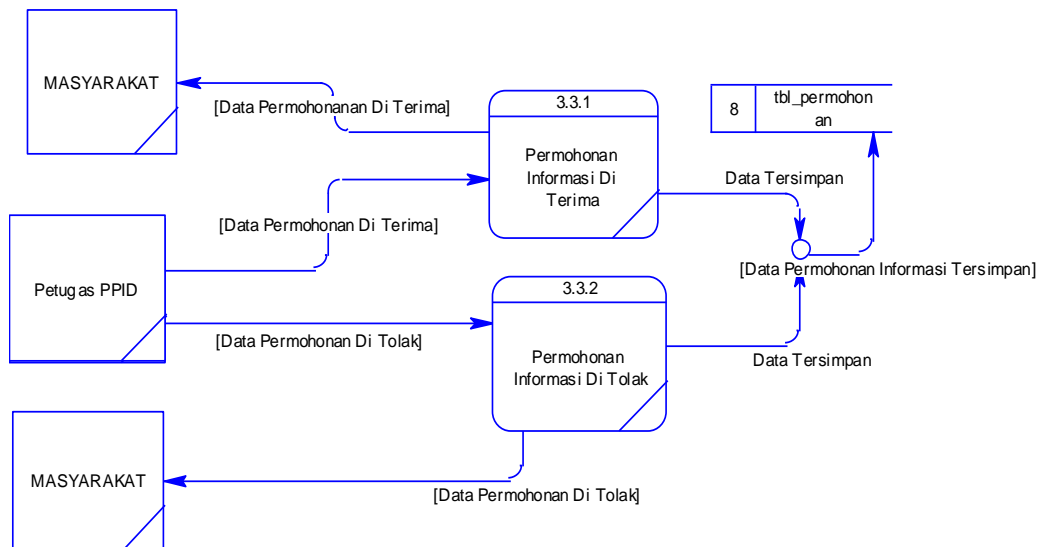 MASYARAKAT
[Data Permohonanan Di Terima]
3.3.1
Permohonan
Informasi Di
Terima
8
tbl_permohon
an
Data Tersimpan
[Data Permohonan Di Terima]
Petugas PPID
[Data Permohonan Informasi Tersimpan]
3.3.2
Permohonan
Informasi Di Tolak
[Data Permohonan Di Tolak]
Data Tersimpan
MASYARAKAT
[Data Permohonan Di Tolak]